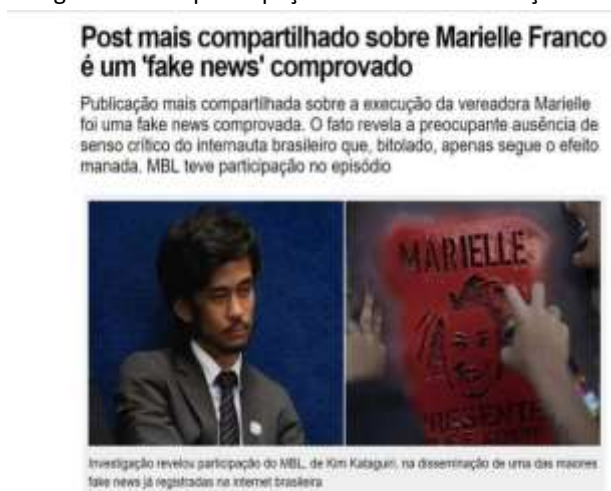 Post mais compartilhado sobre Marielle Franco
é um 'fake news' comprovado
Publicação mais compartilhada sobre a execução da vereadora Marielle
foi uma fake news comprovada. O fato revela a preocupante ausência de
senso crítico do internauta brasileiro que, bitolado, apenas segue o efeito
manada. MBL teve participação no episódio
MARIELLE
PRESENTE
Investigação revelou participação do MBL, de Kim Kataguiri, na disseminação de uma das maiores
fake news já registradas na internet brasileira